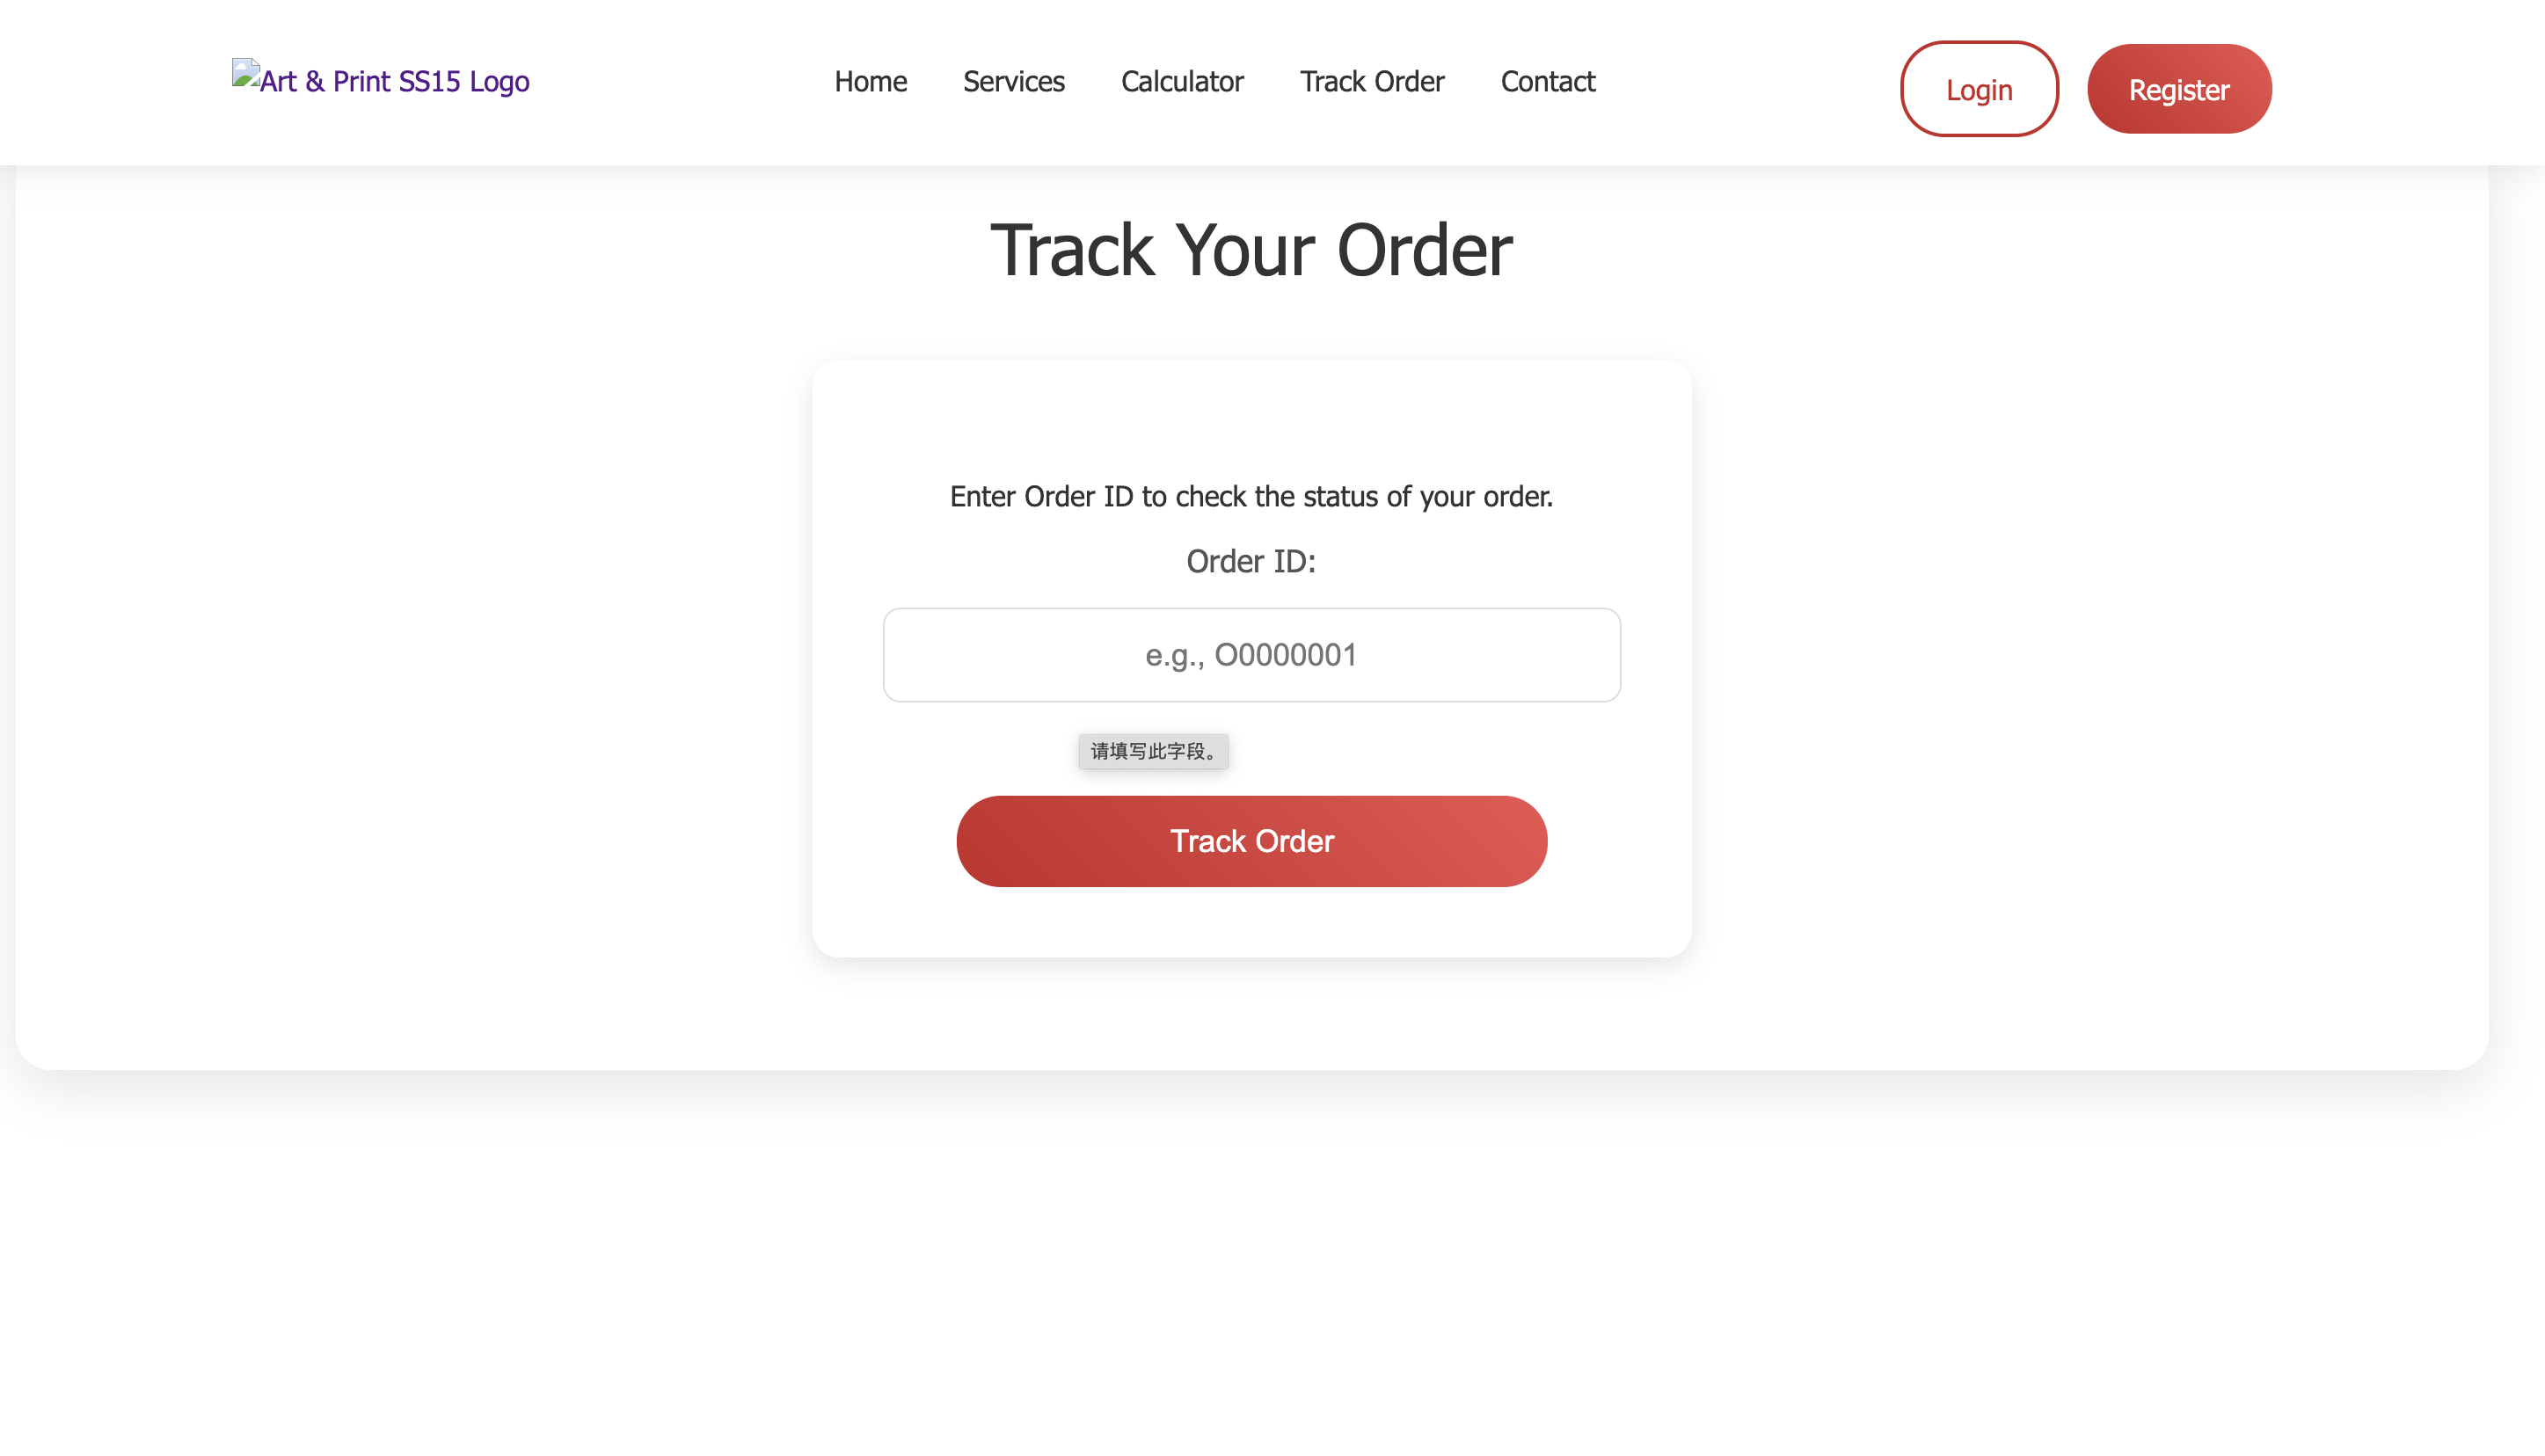 Art & Print SS15 Logo
Home Services Calculator Track Order Contact
Login Register
Track Your Order
Enter Order ID to check the status of your order.
Order ID:
e.g., O0000001
请填写此字段。
Track Order